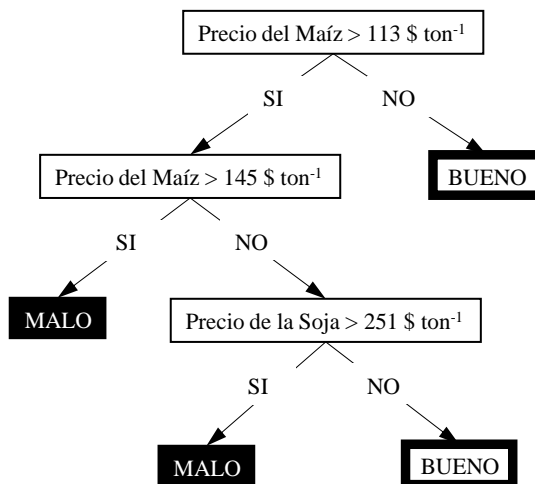 Precio del Maíz > 113 $ ton-1
SI
NO
Precio del Maíz > 145 $ ton-1
BUENO
SI
NO
MALO
Precio de la Soja > 251 $ ton-1
SI
NO
MALO
BUENO